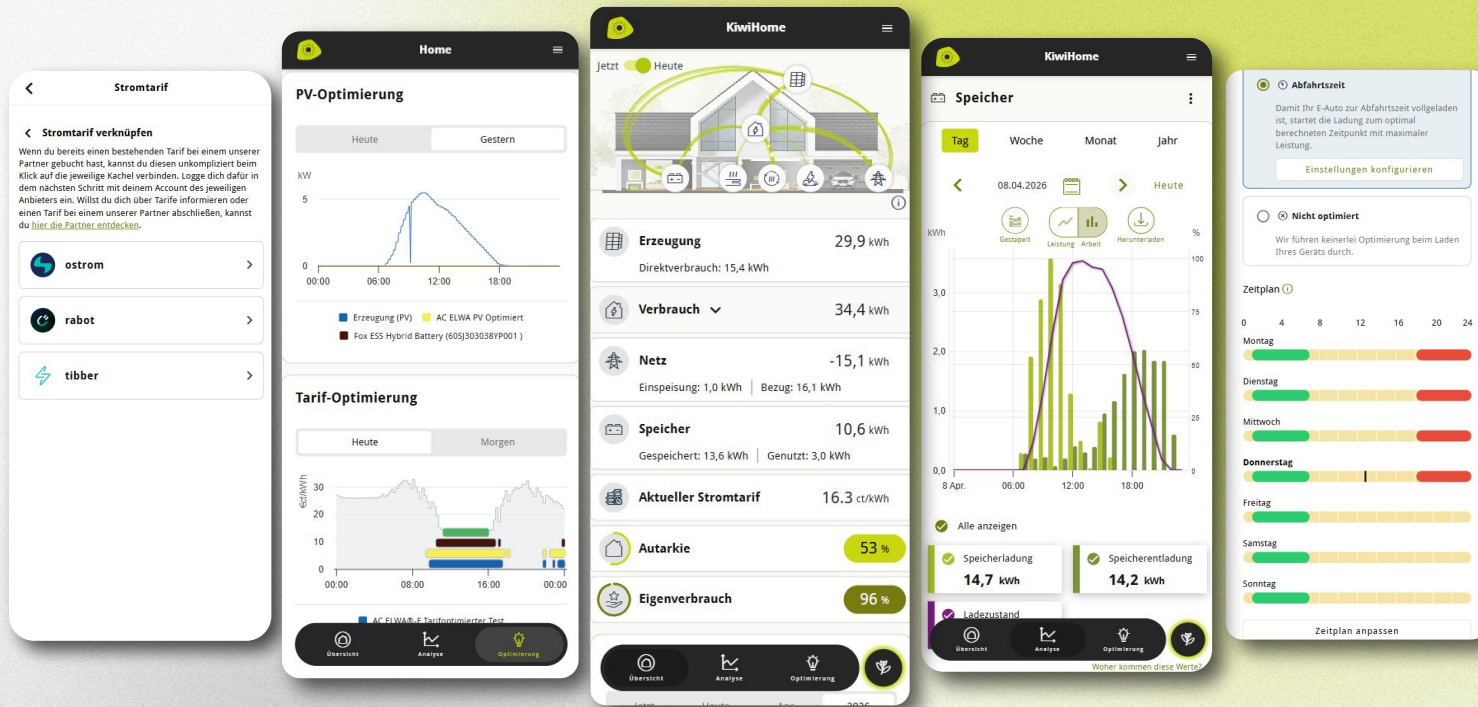 Stromtarif
Stromtarif verknüpfen
Wenn du bereits einen bestehenden Tarif bei einem unserer
Partner gebucht hast, kannst du diesen unkompliziert beim
Klick auf die jeweilige Kachel verbinden. Logge dich dafür in
dem nächsten Schritt mit deinem Account des jeweiligen
Anbieters ein. Willst du dich über Tarife informieren oder
einen Tarif bei einem unserer Partner abschließen, kannst
du hier die Partner entdecken.
ostrom
rabot
tibber
Home
PV-Optimierung
Heute Gestern
kW
5
0
00:00 06:00 12:00 18:00
Erzeugung (PV) AC ELWA PV Optimiert
Fox ESS Hybrid Battery (60SJ303038YP001 )
Tarif-Optimierung
Heute Morgen
€ct/kWh
30
20
10
0
00:00 08:00 16:00 00:00
AC ELWA®-E Tarifoptimierter Test
Übersicht Analyse Optimierung
KiwiHome
Jetzt Heute
Erzeugung 29,9 kWh
Direktverbrauch: 15,4 kWh
Verbrauch 34,4 kWh
Netz -15,1 kWh
Einspeisung: 1,0 kWh | Bezug: 16,1 kWh
Speicher 10,6 kWh
Gespeichert: 13,6 kWh | Genutzt: 3,0 kWh
Aktueller Stromtarif 16.3 ct/kWh
Autarkie 53 %
Eigenverbrauch 96 %
Übersicht Analyse Optimierung
KiwiHome
Speicher
Tag Woche Monat Jahr
08.04.2026 Heute
Gestapelt Leistung Arbeit Herunterladen
kWh %
100
3,0
75
2,0
50
1,0
25
0,0 0
8 Apr. 06:00 12:00 18:00
Alle anzeigen
Speicherladung
14,7 kWh
Speicherentladung
14,2 kWh
Ladezustand
Übersicht Analyse Optimierung
Woher kommen diese Werte?
Abfahrtszeit
Damit Ihr E-Auto zur Abfahrtszeit vollgeladen
ist, startet die Ladung zum optimal
berechneten Zeitpunkt mit maximaler
Leistung.
Einstellungen konfigurieren
Nicht optimiert
Wir führen keinerlei Optimierung beim Laden
Ihres Geräts durch.
Zeitplan
0 4 8 12 16 20 24
Montag
Dienstag
Mittwoch
Donnerstag
Freitag
Samstag
Sonntag
Zeitplan anpassen